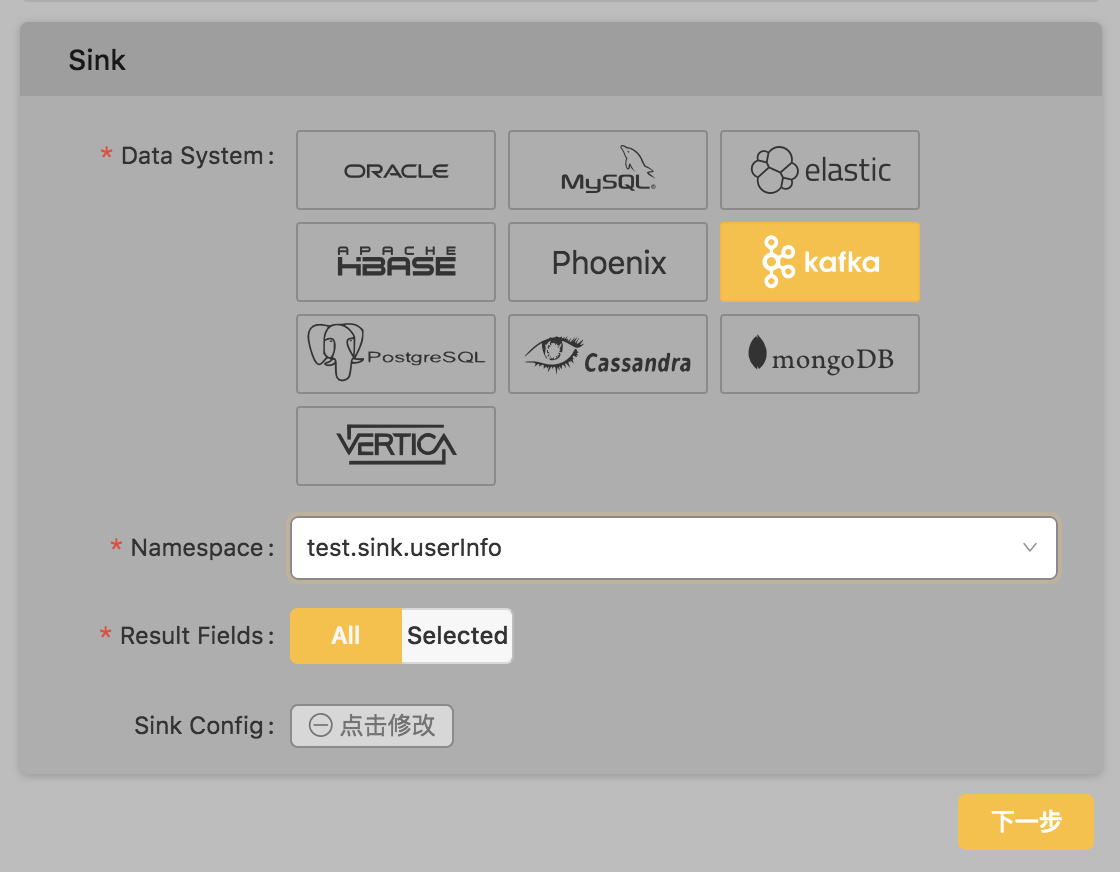 Sink
* Data System:
ORACLE
MySQL®
elastic
APACHE
HBASE
Phoenix
kafka
PostgreSQL
Cassandra
mongoDB
VERTICA
* Namespace: test.sink.userInfo
* Result Fields: All Selected
Sink Config: 点击修改
下一步